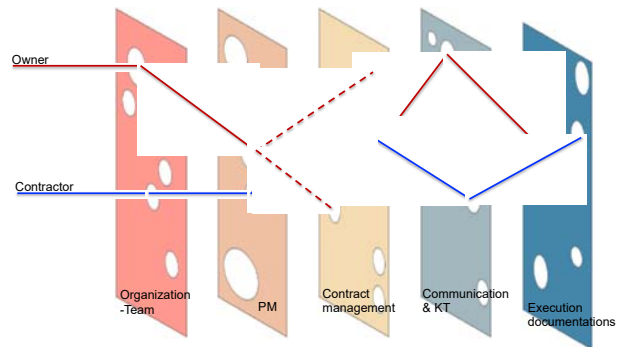 Owner
Contractor
Organization
-Team
PM
Contract
management
Communication
& KT
Execution
documentations